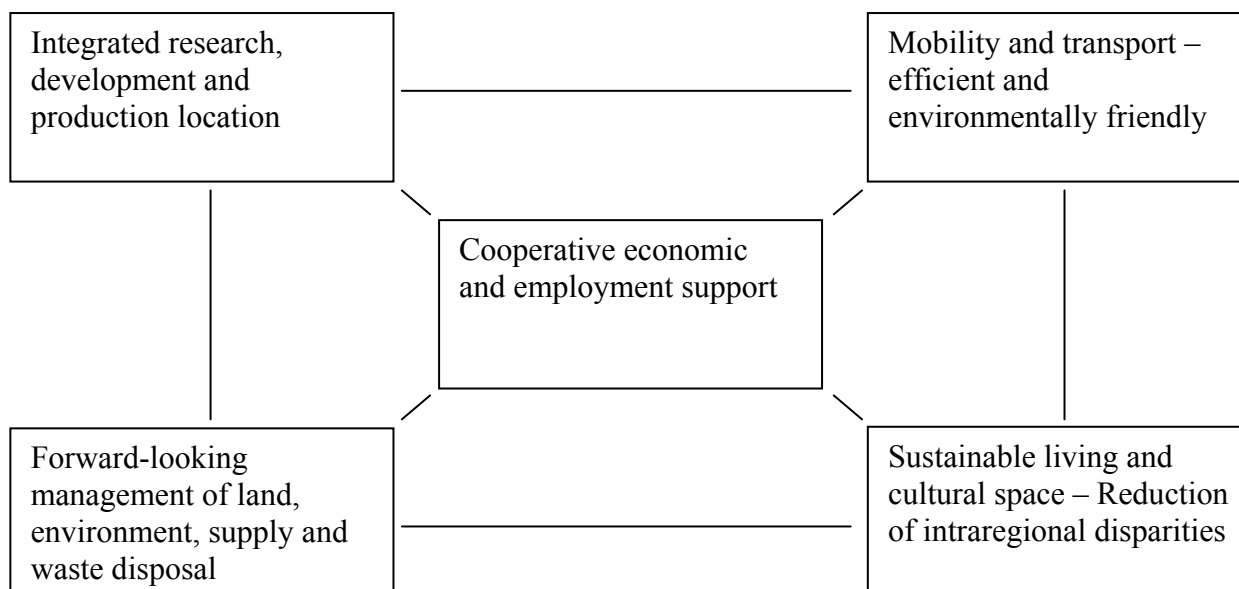 Integrated research,
development and
production location
Mobility and transport –
efficient and
environmentally friendly
Cooperative economic
and employment support
Forward-looking
management of land,
environment, supply and
waste disposal
Sustainable living and
cultural space – Reduction
of intraregional disparities